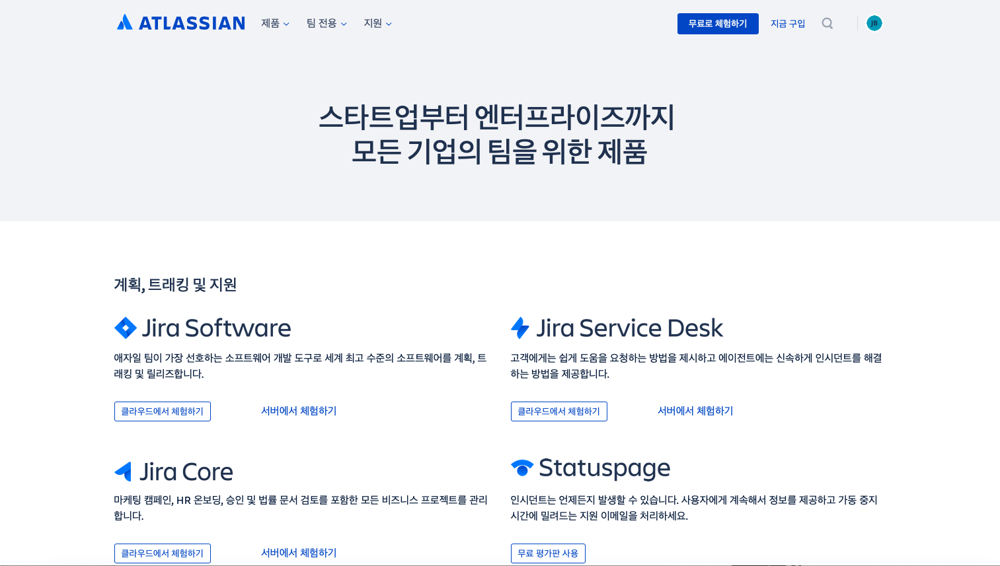 ATLASSIAN 제품 팀 전용 지원 무료로 체험하기 지금 구입 JB
스타트업부터 엔터프라이즈까지
모든 기업의 팀을 위한 제품
계획, 트래킹 및 지원
Jira Software
애자일 팀이 가장 선호하는 소프트웨어 개발 도구로 세계 최고 수준의 소프트웨어를 계획, 트
래킹 및 릴리즈합니다.
클라우드에서 체험하기 서버에서 체험하기
Jira Service Desk
고객에게는 쉽게 도움을 요청하는 방법을 제시하고 에이전트에는 신속하게 인시던트를 해결
하는 방법을 제공합니다.
클라우드에서 체험하기 서버에서 체험하기
Jira Core
마케팅 캠페인, HR 온보딩, 승인 및 법률 문서 검토를 포함한 모든 비즈니스 프로젝트를 관리
합니다.
클라우드에서 체험하기 서버에서 체험하기
Statuspage
인시던트는 언제든지 발생할 수 있습니다. 사용자에게 계속해서 정보를 제공하고 가동 중지
시간에 밀려드는 지원 이메일을 처리하세요.
무료 평가판 사용